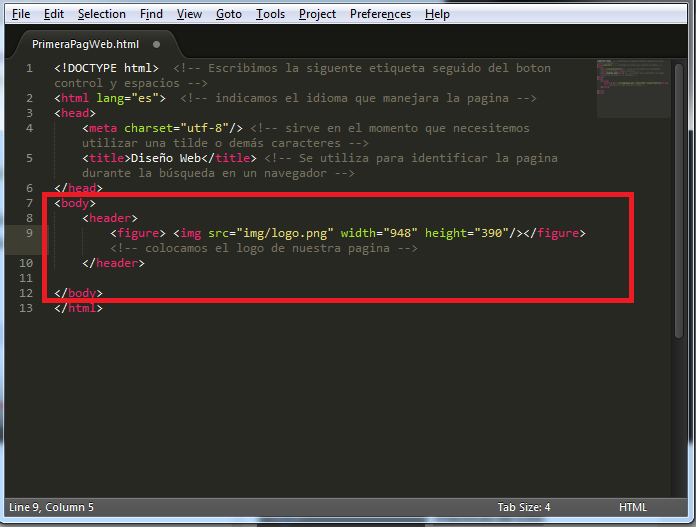 File Edit Selection Find View Goto Tools Project Preferences Help
PrimeraPagWeb.html
1 <!DOCTYPE html> <!-- Escribimos la siguente etiqueta seguido del boton
control y espacios -->
2 <html lang="es"> <!-- indicamos el idioma que manejara la pagina -->
3 <head>
4 <meta charset="utf-8"/> <!-- sirve en el momento que necesitemos
utilizar una tilde o demás caracteres -->
5 <title>Diseño Web</title> <!-- Se utiliza para identificar la pagina
durante la búsqueda en un navegador -->
6 </head>
7 <body>
8 <header>
9 <figure> <img src="img/logo.png" width="948" height="390"/></figure>
<!-- colocamos el logo de nuestra pagina -->
10 </header>
11
12 </body>
13 </html>
Line 9, Column 5 Tab Size: 4 HTML